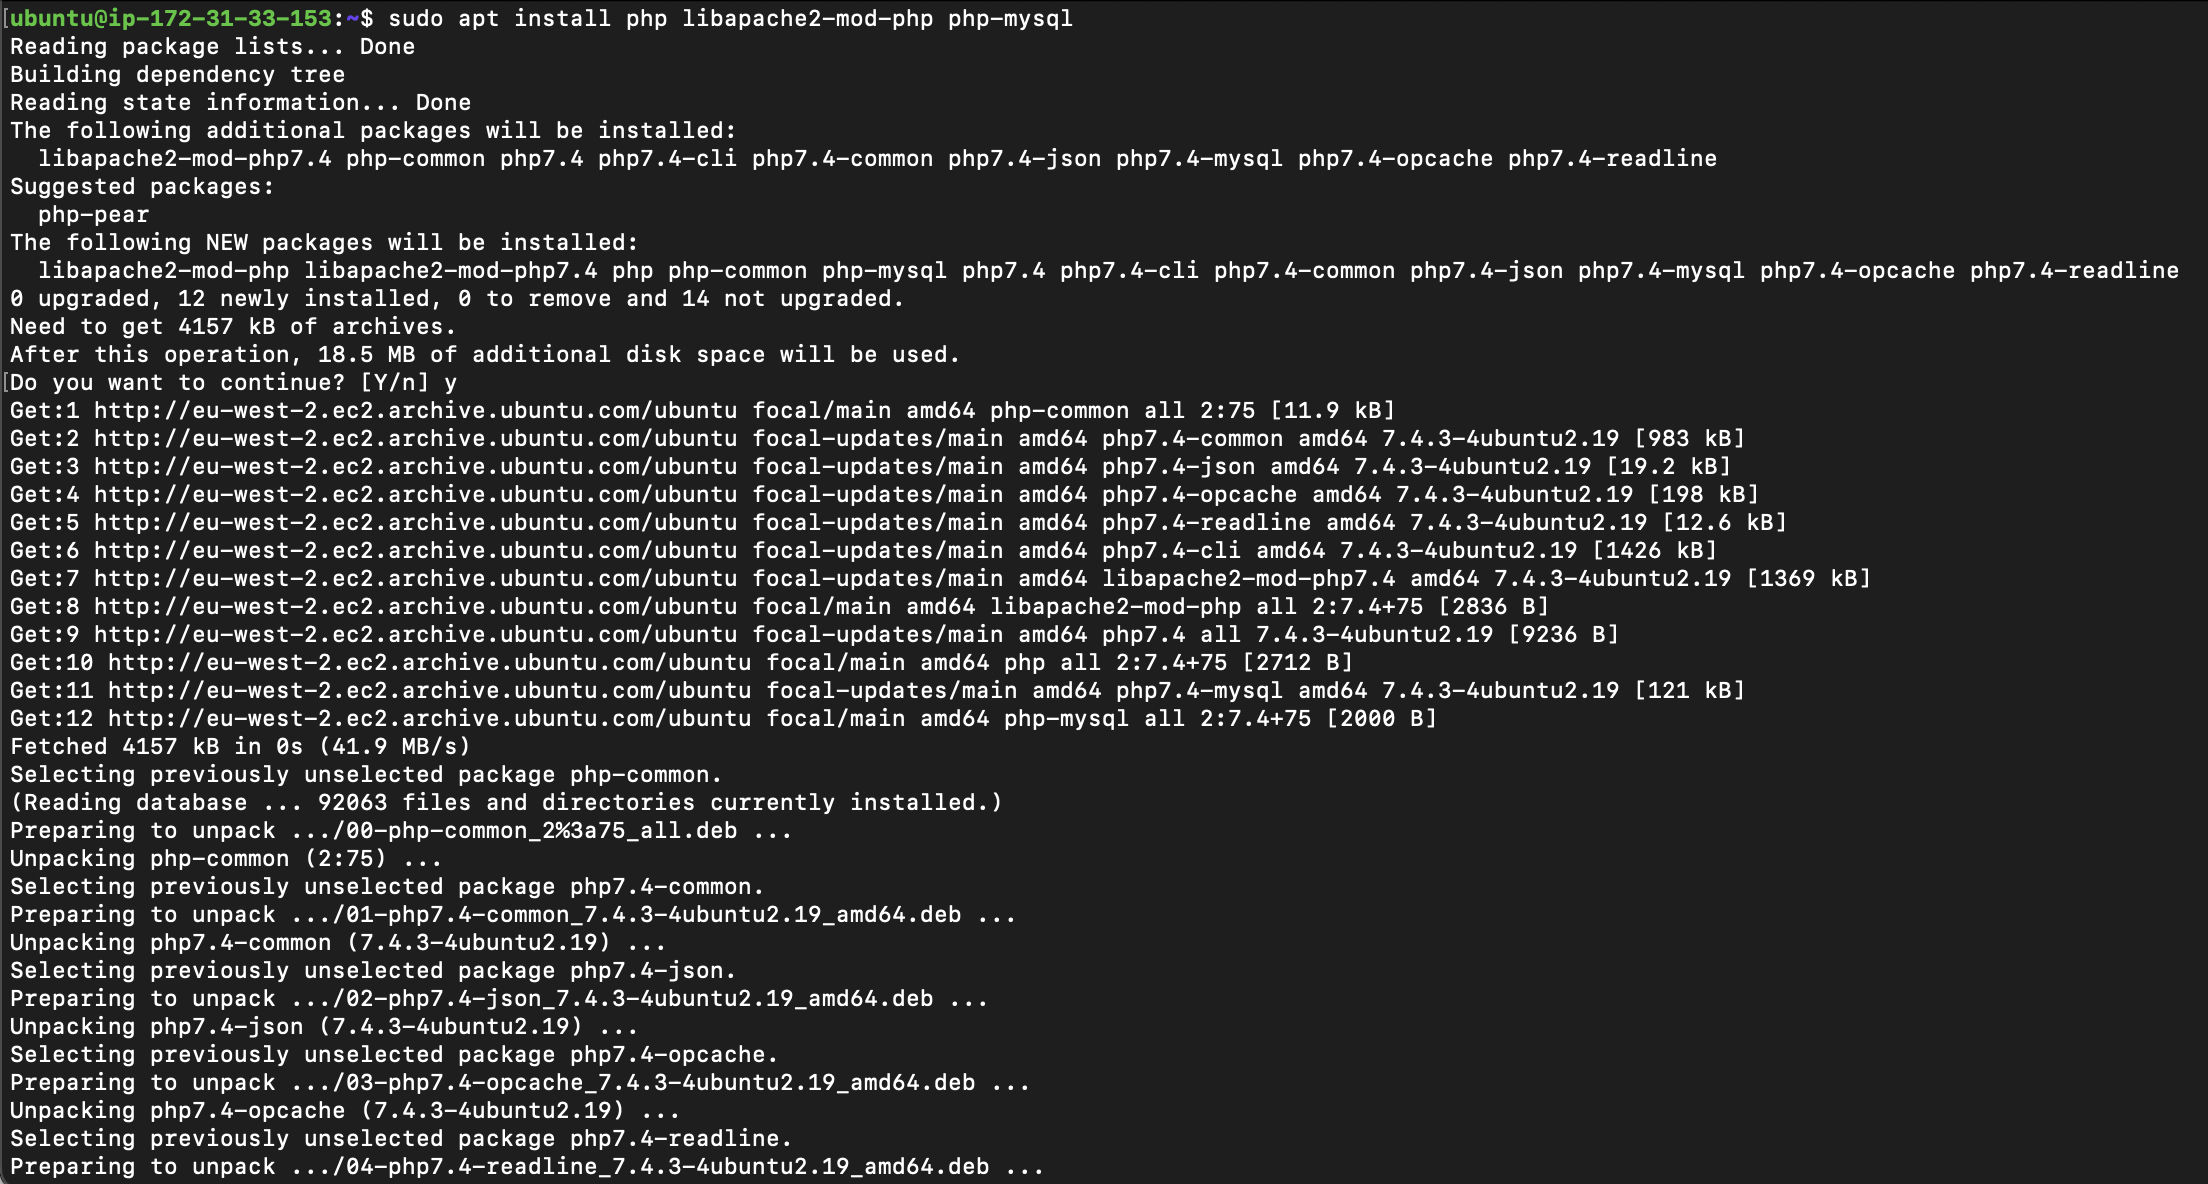 [ubuntu@ip-172-31-33-153:~$ sudo apt install php libapache2-mod-php php-mysql
Reading package lists... Done
Building dependency tree
Reading state information... Done
The following additional packages will be installed:
  libapache2-mod-php7.4 php-common php7.4 php7.4-cli php7.4-common php7.4-json php7.4-mysql php7.4-opcache php7.4-readline
Suggested packages:
  php-pear
The following NEW packages will be installed:
  libapache2-mod-php libapache2-mod-php7.4 php php-common php-mysql php7.4 php7.4-cli php7.4-common php7.4-json php7.4-mysql php7.4-opcache php7.4-readline
0 upgraded, 12 newly installed, 0 to remove and 14 not upgraded.
Need to get 4157 kB of archives.
After this operation, 18.5 MB of additional disk space will be used.
[Do you want to continue? [Y/n] y
Get:1 http://eu-west-2.ec2.archive.ubuntu.com/ubuntu focal/main amd64 php-common all 2:75 [11.9 kB]
Get:2 http://eu-west-2.ec2.archive.ubuntu.com/ubuntu focal-updates/main amd64 php7.4-common amd64 7.4.3-4ubuntu2.19 [983 kB]
Get:3 http://eu-west-2.ec2.archive.ubuntu.com/ubuntu focal-updates/main amd64 php7.4-json amd64 7.4.3-4ubuntu2.19 [19.2 kB]
Get:4 http://eu-west-2.ec2.archive.ubuntu.com/ubuntu focal-updates/main amd64 php7.4-opcache amd64 7.4.3-4ubuntu2.19 [198 kB]
Get:5 http://eu-west-2.ec2.archive.ubuntu.com/ubuntu focal-updates/main amd64 php7.4-readline amd64 7.4.3-4ubuntu2.19 [12.6 kB]
Get:6 http://eu-west-2.ec2.archive.ubuntu.com/ubuntu focal-updates/main amd64 php7.4-cli amd64 7.4.3-4ubuntu2.19 [1426 kB]
Get:7 http://eu-west-2.ec2.archive.ubuntu.com/ubuntu focal-updates/main amd64 libapache2-mod-php7.4 amd64 7.4.3-4ubuntu2.19 [1369 kB]
Get:8 http://eu-west-2.ec2.archive.ubuntu.com/ubuntu focal/main amd64 libapache2-mod-php all 2:7.4+75 [2836 B]
Get:9 http://eu-west-2.ec2.archive.ubuntu.com/ubuntu focal-updates/main amd64 php7.4 all 7.4.3-4ubuntu2.19 [9236 B]
Get:10 http://eu-west-2.ec2.archive.ubuntu.com/ubuntu focal/main amd64 php all 2:7.4+75 [2712 B]
Get:11 http://eu-west-2.ec2.archive.ubuntu.com/ubuntu focal-updates/main amd64 php7.4-mysql amd64 7.4.3-4ubuntu2.19 [121 kB]
Get:12 http://eu-west-2.ec2.archive.ubuntu.com/ubuntu focal/main amd64 php-mysql all 2:7.4+75 [2000 B]
Fetched 4157 kB in 0s (41.9 MB/s)
Selecting previously unselected package php-common.
(Reading database ... 92063 files and directories currently installed.)
Preparing to unpack .../00-php-common_2%3a75_all.deb ...
Unpacking php-common (2:75) ...
Selecting previously unselected package php7.4-common.
Preparing to unpack .../01-php7.4-common_7.4.3-4ubuntu2.19_amd64.deb ...
Unpacking php7.4-common (7.4.3-4ubuntu2.19) ...
Selecting previously unselected package php7.4-json.
Preparing to unpack .../02-php7.4-json_7.4.3-4ubuntu2.19_amd64.deb ...
Unpacking php7.4-json (7.4.3-4ubuntu2.19) ...
Selecting previously unselected package php7.4-opcache.
Preparing to unpack .../03-php7.4-opcache_7.4.3-4ubuntu2.19_amd64.deb ...
Unpacking php7.4-opcache (7.4.3-4ubuntu2.19) ...
Selecting previously unselected package php7.4-readline.
Preparing to unpack .../04-php7.4-readline_7.4.3-4ubuntu2.19_amd64.deb ...